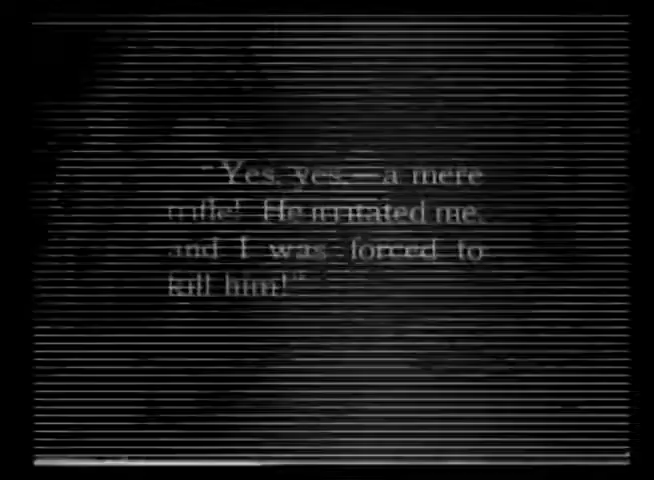 "Yes, yes,—a mere
trifle! He irritated me,
and I was forced to
kill him!"